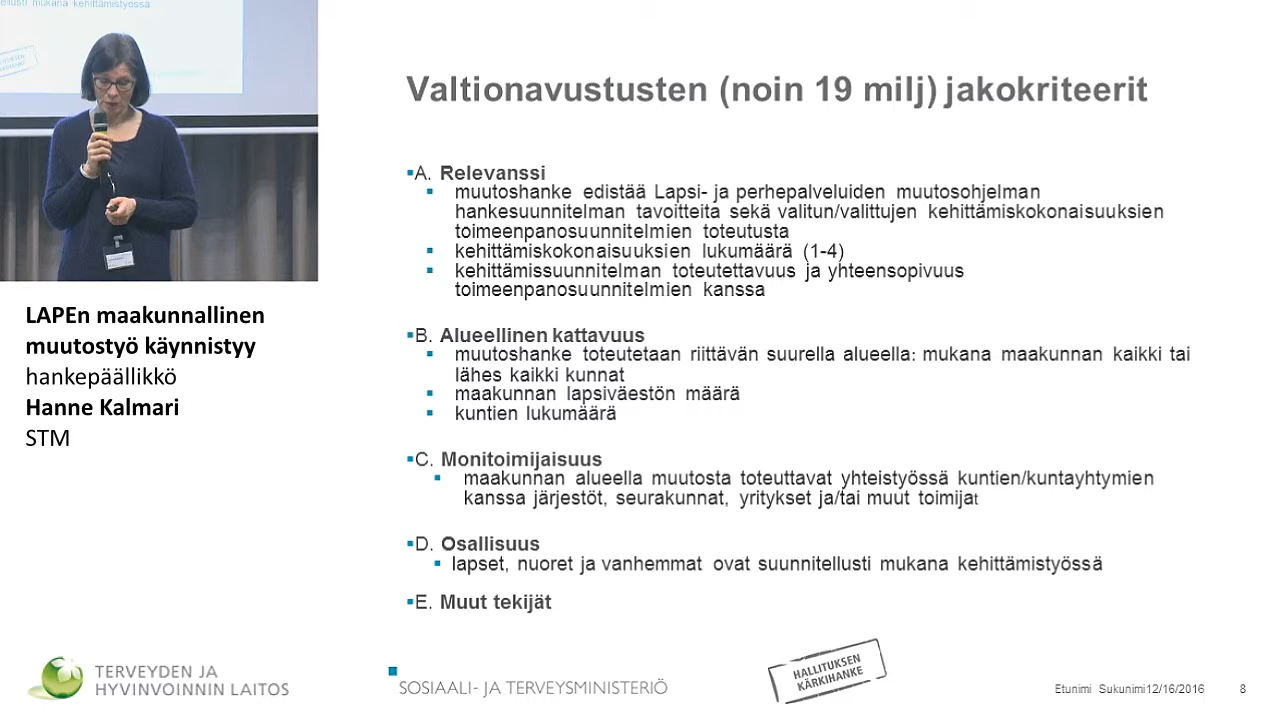 ellusti mukana kehittämistyössä
Valtionavustusten (noin 19 milj) jakokriteerit
A. Relevanssi
muutoshanke edistää Lapsi- ja perhepalveluiden muutosohjelman
hankesuunnitelman tavoitteita sekä valitun/valittujen kehittämiskokonaisuuksien
toimeenpanosuunnitelmien toteutusta
kehittämiskokonaisuuksien lukumäärä (1-4)
kehittämissuunnitelman toteutettavuus ja yhteensopivuus
toimeenpanosuunnitelmien kanssa
B. Alueellinen kattavuus
muutoshanke toteutetaan riittävän suurella alueella: mukana maakunnan kaikki tai
lähes kaikki kunnat
maakunnan lapsiväestön määrä
kuntien lukumäärä
C. Monitoimijaisuus
maakunnan alueella muutosta toteuttavat yhteistyössä kuntien/kuntayhtymien
kanssa järjestöt, seurakunnat, yritykset ja/tai muut toimijat
D. Osallisuus
lapset, nuoret ja vanhemmat ovat suunnitellusti mukana kehittämistyössä
E. Muut tekijät
LAPEn maakunnallinen
muutostyö käynnistyy
hankepäällikkö
Hanne Kalmari
STM
TERVEYDEN JA
HYVINVOINNIN LAITOS
SOSIAALI- JA TERVEYSMINISTERIÖ
HALLITUKSEN
KÄRKIHANKE
Etunimi Sukunimi12/16/2016
8